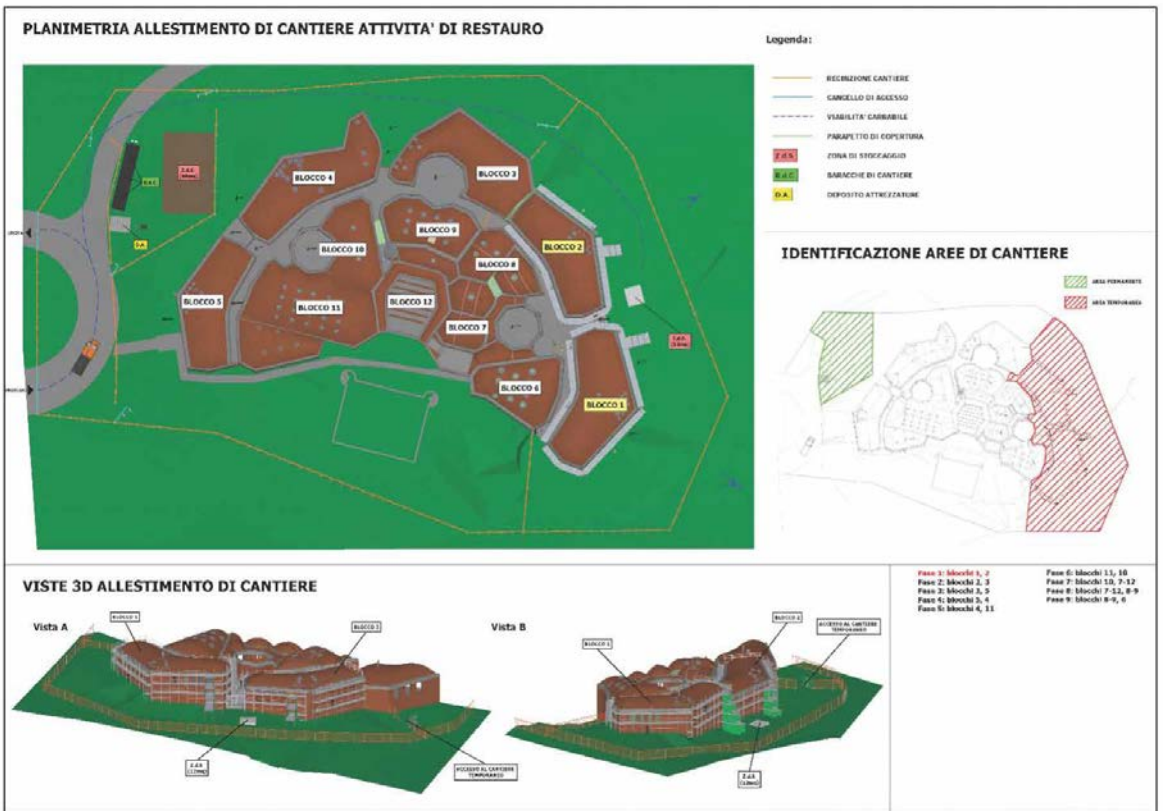 PLANIMETRIA ALLESTIMENTO DI CANTIERE ATTIVITA' DI RESTAURO
BLOCCO 4
BLOCCO 3
BLOCCO 9
BLOCCO 2
BLOCCO 10
BLOCCO 8
BLOCCO 5
BLOCCO 11
BLOCCO 12
BLOCCO 7
BLOCCO 6
BLOCCO 1
Z.d.S
B.d.C
D.A.
Z.d.S
Legenda:
RECINZIONE CANTIERE
CANCELLO DI ACCESSO
VIABILITA' CARRABILE
PARAPETTO DI COPERTURA
Z.d.S ZONA DI STOCCAGGIO
B.d.C BARACCHE DI CANTIERE
D.A. DEPOSITO ATTREZZATURE
IDENTIFICAZIONE AREE DI CANTIERE
AREA PERMANENTE
AREA TEMPORANEA
VISTE 3D ALLESTIMENTO DI CANTIERE
Vista A
ACCESSO AL CANTIERE
TEMPORANEO
Z.d.S
Vista B
BLOCCO 1
BLOCCO 2
ACCESSO AL CANTIERE
TEMPORANEO
Z.d.S
Fase 1: blocchi 1, 2
Fase 2: blocchi 2, 3
Fase 3: blocchi 3, 5
Fase 4: blocchi 5, 4
Fase 5: blocchi 4, 11
Fase 6: blocchi 11, 10
Fase 7: blocchi 10, 7-12
Fase 8: blocchi 7-12, 8-9
Fase 9: blocchi 8-9, 6